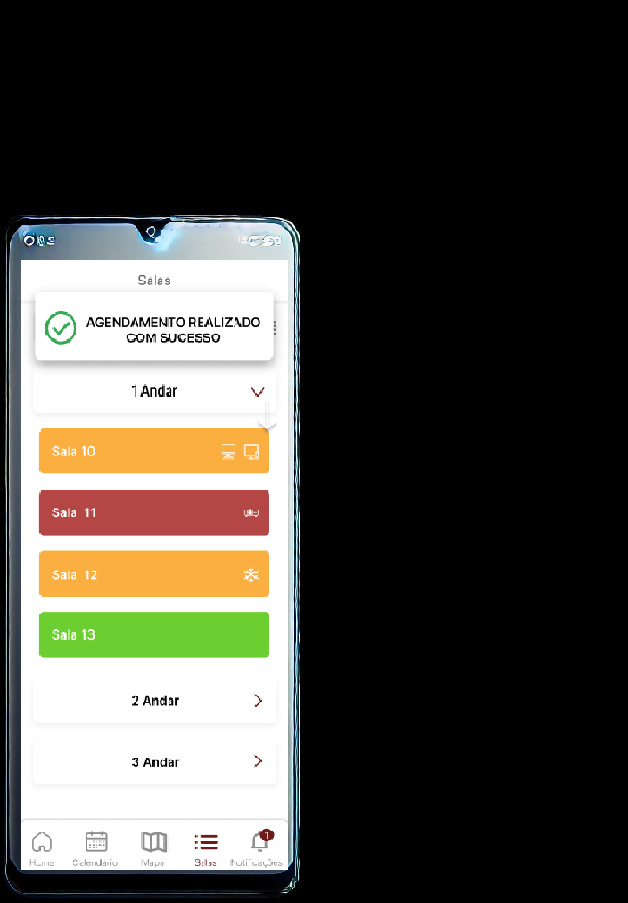 Salas
AGENDAMENTO REALIZADO
COM SUCESSO
1 Andar
Sala 10
Sala 11
Sala 12
Sala 13
2 Andar
3 Andar
Home
Calendário
Mapa
Salas
Notificações
1